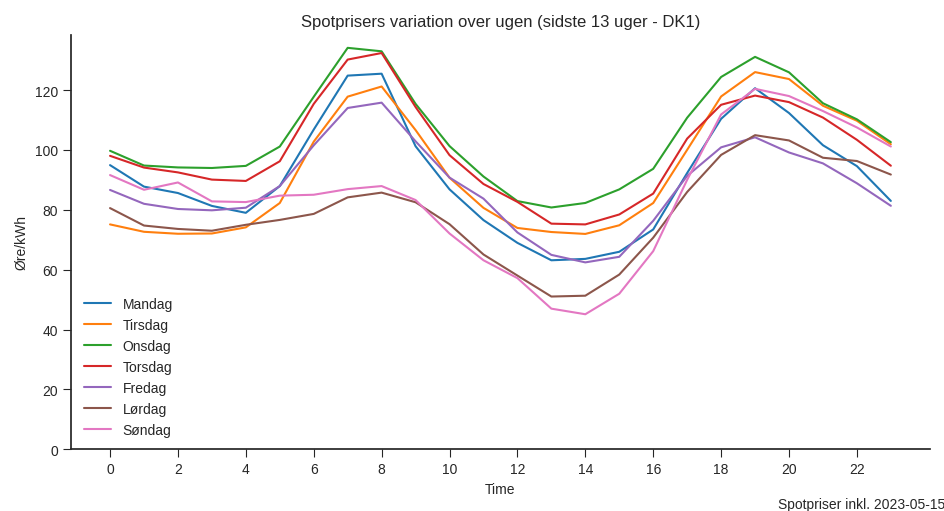 Spotprisers variation over ugen (sidste 13 uger - DK1)
Øre/kWh
120
100
80
60
40
20
0
Mandag
Tirsdag
Onsdag
Torsdag
Fredag
Lørdag
Søndag
0 2 4 6 8 10 12 14 16 18 20 22
Time
Spotpriser inkl. 2023-05-15